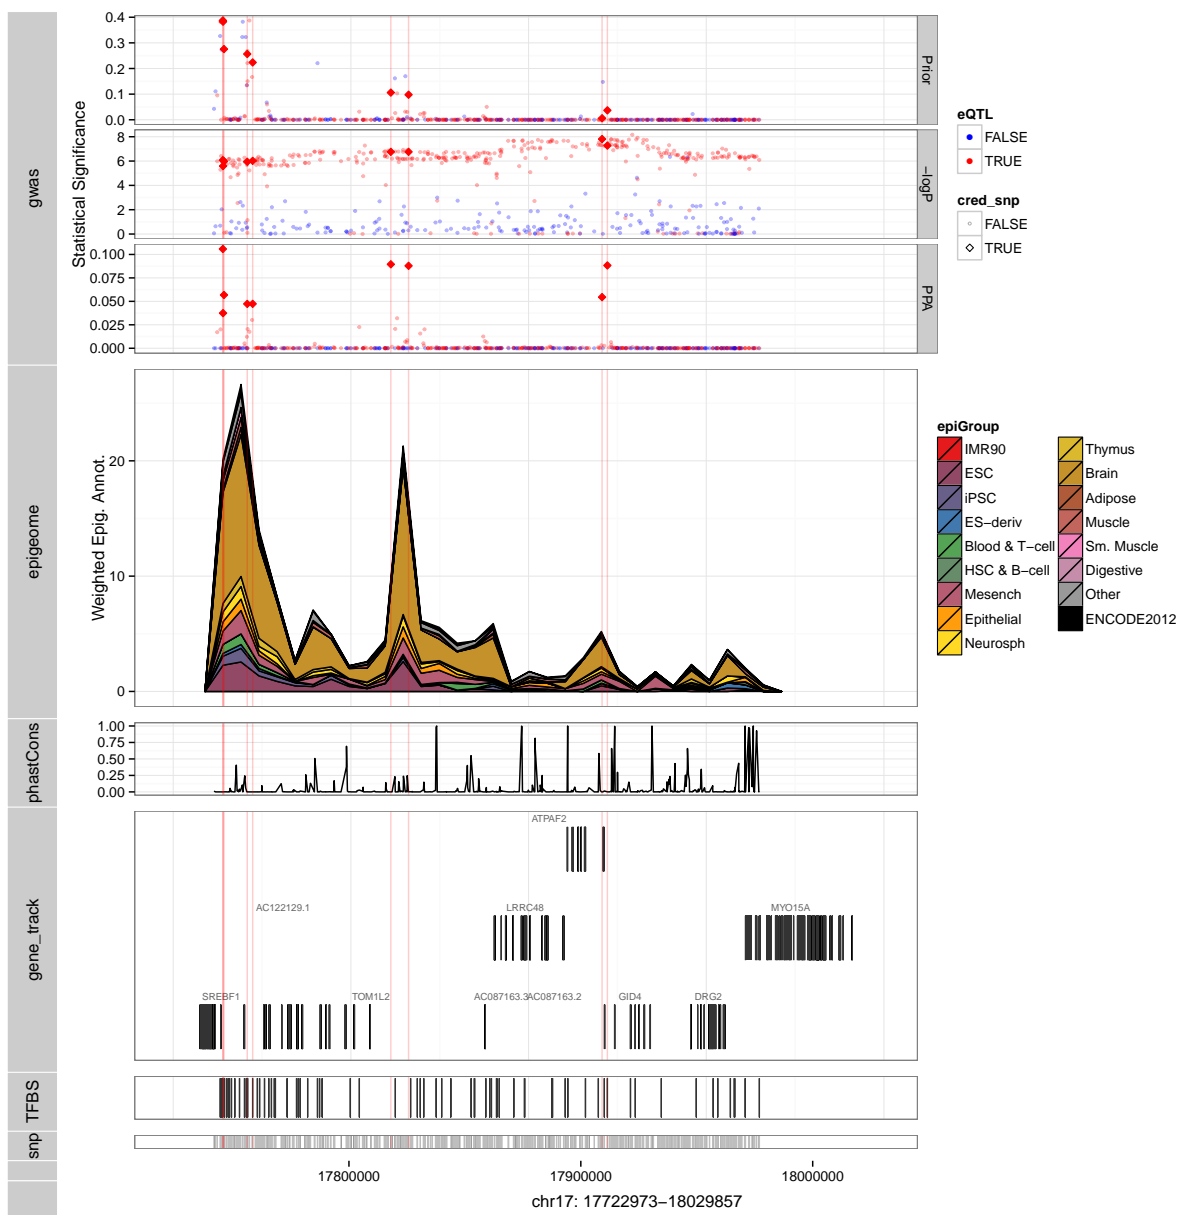 gwas
Statistical Significance
0.4
0.3
0.2
0.1
0.0
Prior
8
6
4
2
0
−logP
0.100
0.075
0.050
0.025
0.000
PPA
eQTL
FALSE
TRUE
cred_snp
FALSE
TRUE
epigeome
Weighted Epig. Annot.
20
10
0
epiGroup
IMR90
ESC
iPSC
ES−deriv
Blood & T−cell
HSC & B−cell
Mesench
Epithelial
Neurosph
Thymus
Brain
Adipose
Muscle
Sm. Muscle
Digestive
Other
ENCODE2012
phastCons
1.00
0.75
0.50
0.25
0.00
gene_track
ATPAF2
AC122129.1 LRRC48 MYO15A
SREBF1 TOM1L2 AC087163.3 AC087163.2 GID4 DRG2
TFBS
snp
17800000 17900000 18000000
chr17: 17722973−18029857